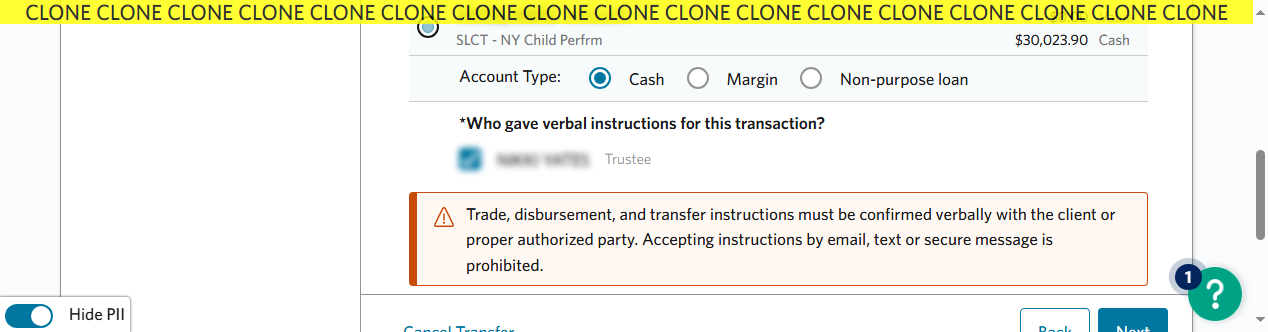 CLONE CLONE CLONE CLONE CLONE CLONE CLONE CLONE CLONE CLONE CLONE CLONE CLONE CLONE CLONE CLONE CLONE
SLCT - NY Child Perfrm $30,023.90 Cash
Account Type: Cash Margin Non-purpose loan
*Who gave verbal instructions for this transaction?
Trustee
Trade, disbursement, and transfer instructions must be confirmed verbally with the client or
proper authorized party. Accepting instructions by email, text or secure message is
prohibited.
1
?
Hide PII
Cancel Transfer Back Next